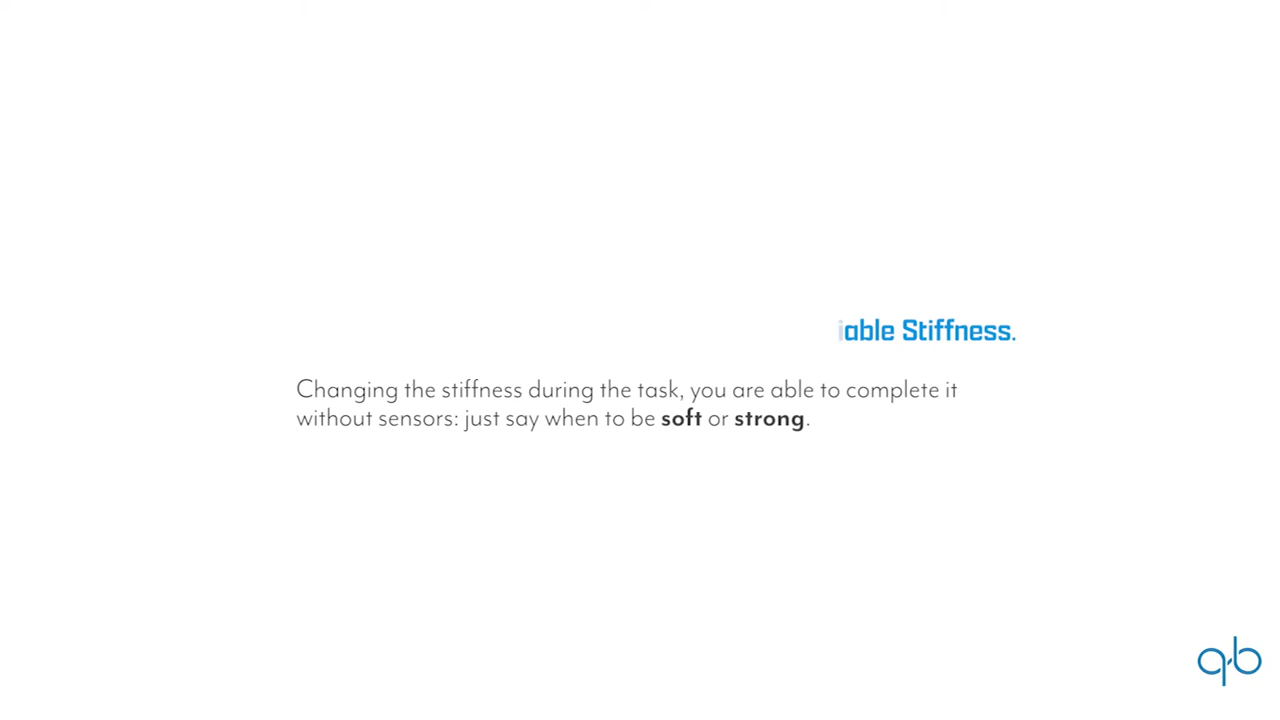 iable Stiffness.
Changing the stiffness during the task, you are able to complete it
without sensors: just say when to be soft or strong.
qb